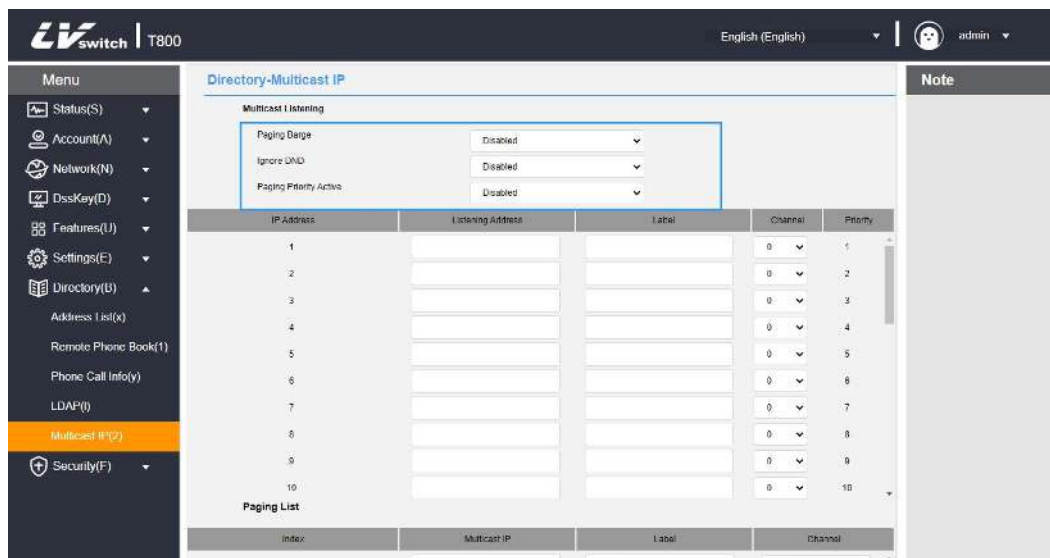 LVswitch | T800
English (English)
admin
Menu
Directory-Multicast IP
Note
Status(S)
Multicast Listening
Account(A)
Paging Barge
Disabled
Network(N)
Ignore DND
Disabled
DssKey(D)
Paging Priority Active
Disabled
Features(U)
IP Address Listening Address Label Channel Priority
Settings(E)
1 0 1
Directory(B)
2 0 2
Address List(x)
3 0 3
Remote Phone Book(1)
4 0 4
Phone Call Info(y)
5 0 5
LDAP(l)
6 0 6
Multicast IP(2)
7 0 7
Security(F)
8 0 8
9 0 9
10 0 10
Paging List
Index Multicast IP Label Channel